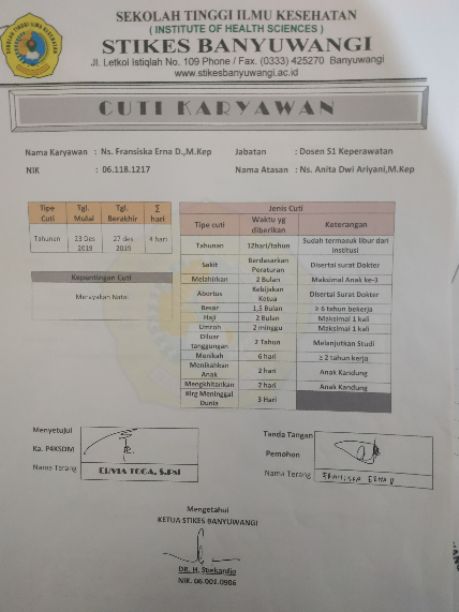 SEKOLAH TINGGI ILMU KESEHATAN
( INSTITUTE OF HEALTH SCIENCES )
STIKES BANYUWANGI
Jl. Letkol Istiqlah No. 109 Phone / Fax. (0333) 425270 Banyuwangi
www.stikesbanyuwangi.ac.id
CUTI KARYAWAN
Nama Karyawan : Ns. Fransiska Erna D.,M.Kep Jabatan : Dosen S1 Keperawatan
NIK : 06.118.1217 Nama Atasan : Ns. Anita Dwi Ariyani,M.Kep
Tipe Cuti Tgl. Mulai Tgl. Berakhir ∑ hari
Tahunan 23 Des 2019 27 des 2019 4 hari
Kepentingan Cuti
Merayakan Natal
Jenis Cuti
Tipe cuti Waktu yg diberikan Keterangan
Tahunan 12hari/tahun Sudah termasuk libur dari Institusi
Sakit Berdasarkan Peraturan Disertai surat Dokter
Melahirkan 2 Bulan Maksimal Anak ke-3
Abortus Kebijakan Ketua Disertai Surat Dokter
Besar 1,5 Bulan ≥ 6 tahun bekerja
Haji 2 Bulan Maksimal 1 kali
Umroh 2 minggu Maksimal 1 kali
Diluar tanggungan 2 Tahun Melanjutkan Studi
Menikah 6 hari ≥ 2 tahun kerja
Menikahkan Anak 2 hari Anak Kandung
Mengkhitankan 2 hari Anak Kandung
Klrg Meninggal Dunia 3 Hari
Menyetujui
Ka. P4KSDM
Nama Terang ELIVIA TOGA, S.Psi
Tanda Tangan
Pemohon
Nama Terang FRANSISKA ERNA D
Mengetahui
KETUA STIKES BANYUWANGI
DR. H. Soekardjo
NIK. 06.001.0906